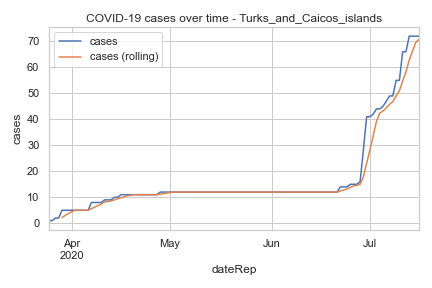 COVID-19 cases over time - Turks_and_Caicos_islands
cases
cases (rolling)
cases
70
60
50
40
30
20
10
0
Apr
2020
May
Jun
Jul
dateRep